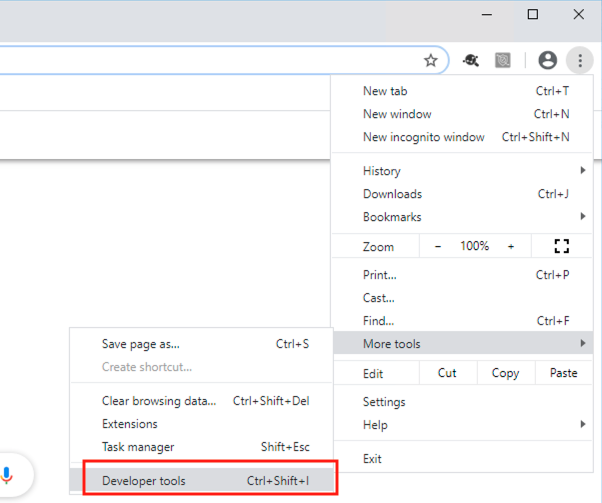 New tab Ctrl+T
New window Ctrl+N
New incognito window Ctrl+Shift+N
History
Downloads Ctrl+J
Bookmarks
Zoom - 100% +
Print... Ctrl+P
Cast...
Find... Ctrl+F
More tools
Edit Cut Copy Paste
Settings
Help
Exit
Save page as... Ctrl+S
Create shortcut...
Clear browsing data... Ctrl+Shift+Del
Extensions
Task manager Shift+Esc
Developer tools Ctrl+Shift+I